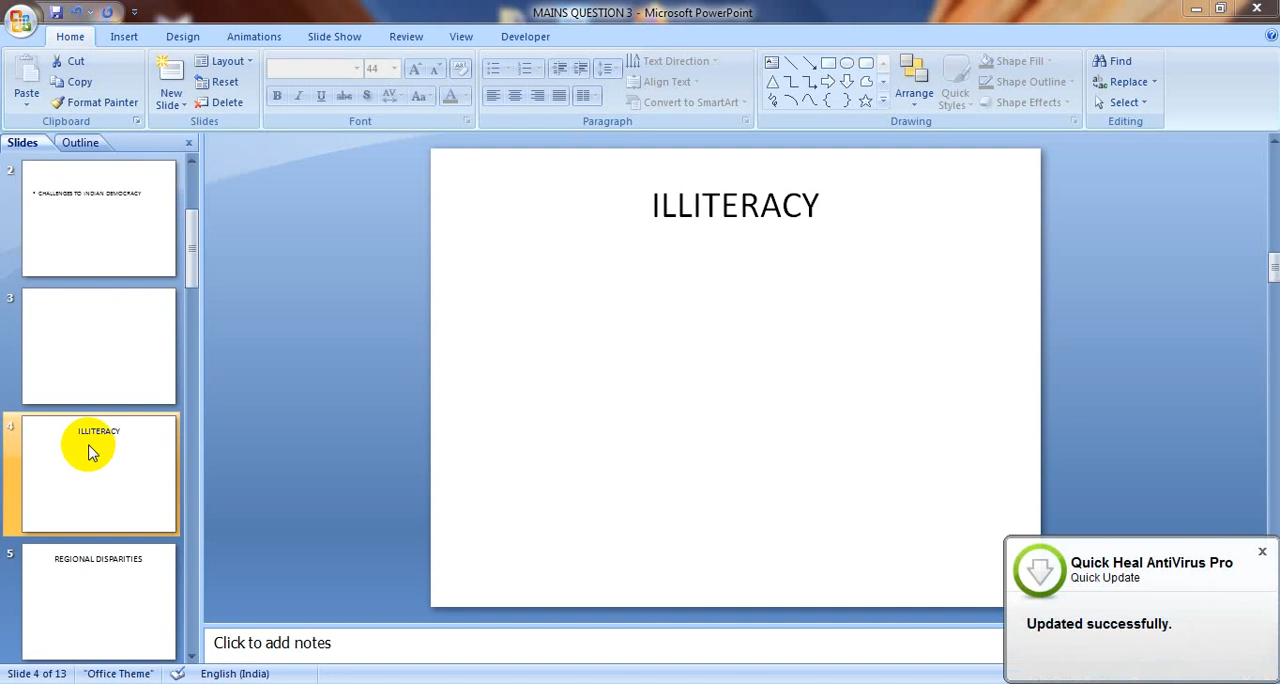 MAINS QUESTION 3 - Microsoft PowerPoint
Home Insert Design Animations Slide Show Review View Developer
Paste
Cut
Copy
Format Painter
Clipboard
New Slide
Layout
Reset
Delete
Slides
44
B I U abc S AV Aa A
Font
Text Direction
Align Text
Convert to SmartArt
Paragraph
Arrange
Quick Styles
Shape Fill
Shape Outline
Shape Effects
Drawing
Find
Replace
Select
Editing
Slides Outline x
2
• CHALLENGES TO INDIAN DEMOCRACY
3
4
ILLITERACY
5
REGIONAL DISPARITIES
ILLITERACY
Click to add notes
Quick Heal AntiVirus Pro
Quick Update
Updated successfully.
Slide 4 of 13 "Office Theme" English (India)